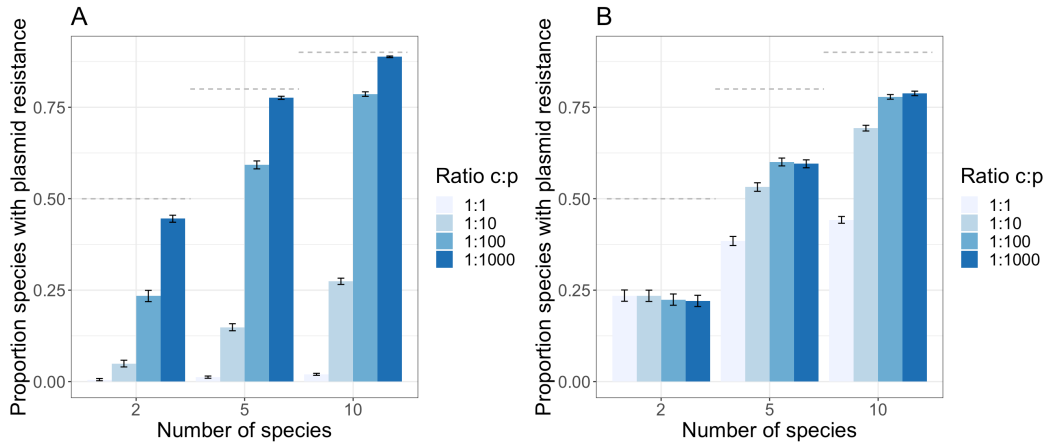 A
Proportion species with plasmid resistance
0.75
0.50
0.25
0.00
2
5
10
Number of species
Ratio c:p
1:1
1:10
1:100
1:1000
B
Proportion species with plasmid resistance
0.75
0.50
0.25
0.00
2
5
10
Number of species
Ratio c:p
1:1
1:10
1:100
1:1000